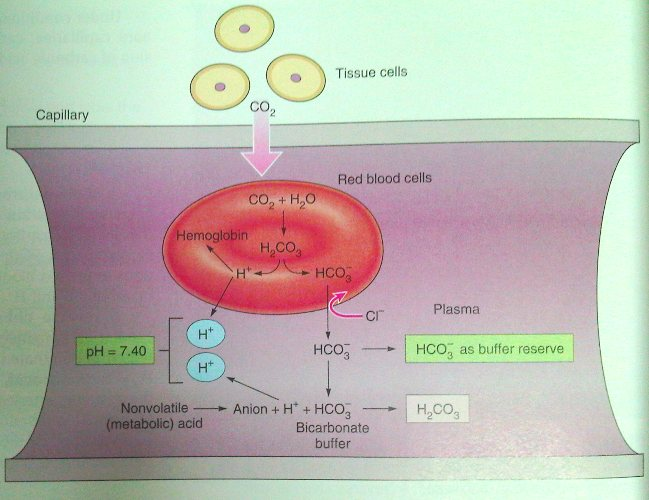 Tissue cells
CO₂
Capillary
Red blood cells
CO₂ + H₂O
Hemoglobin
H₂CO₃
H⁺
HCO₃⁻
Cl⁻
Plasma
H⁺
pH = 7.40
HCO₃⁻
HCO₃⁻ as buffer reserve
H⁺
Nonvolatile
(metabolic) acid
Anion + H⁺ + HCO₃⁻
H₂CO₃
Bicarbonate
buffer